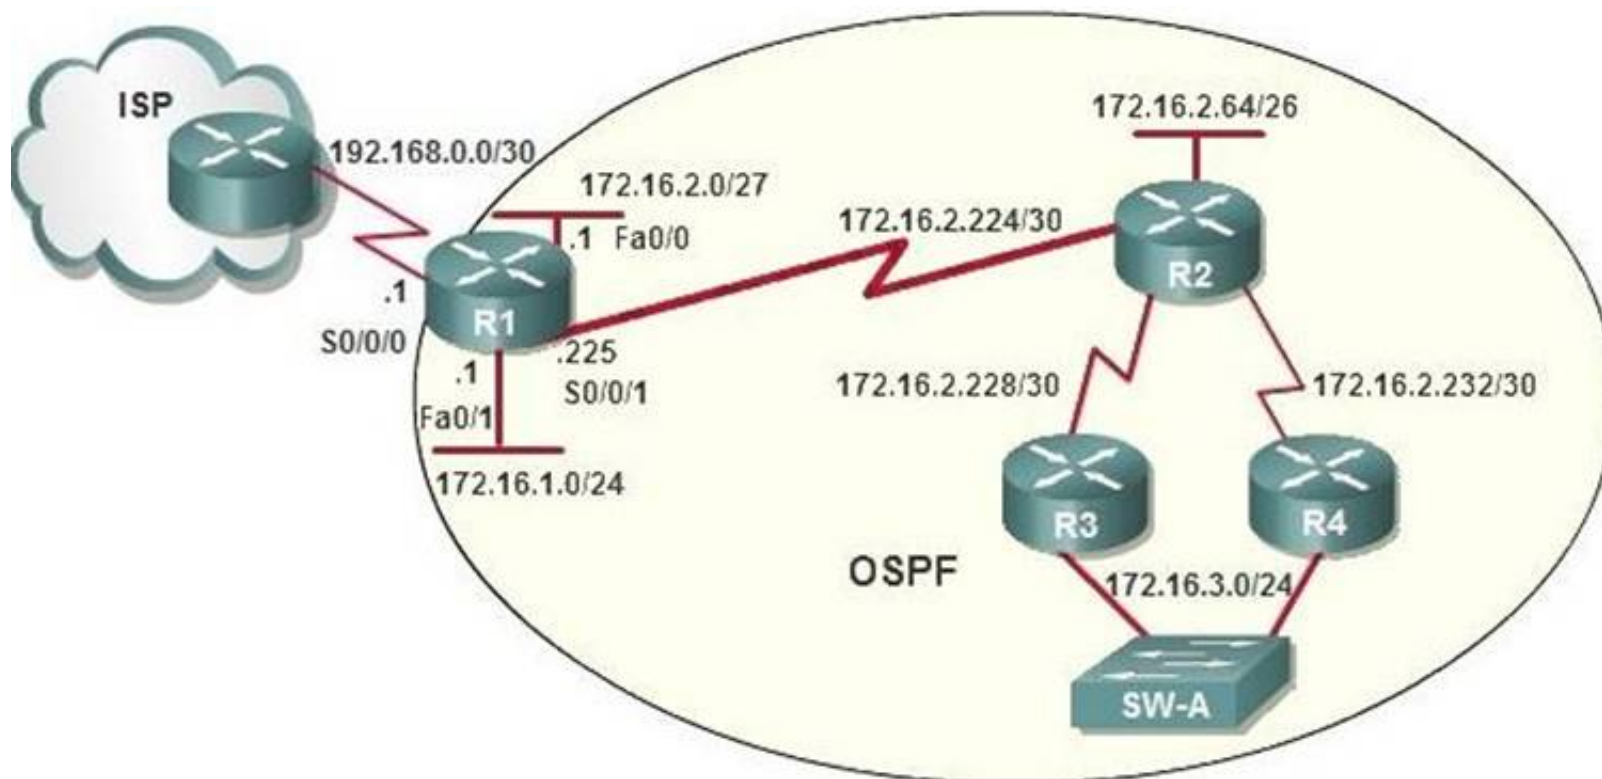 ISP
192.168.0.0/30
172.16.2.64/26
172.16.2.0/27
.1 Fa0/0
172.16.2.224/30
R2
.1
S0/0/0
R1
.225
S0/0/1
.1
Fa0/1
172.16.1.0/24
172.16.2.228/30
172.16.2.232/30
R3
R4
OSPF
172.16.3.0/24
SW-A